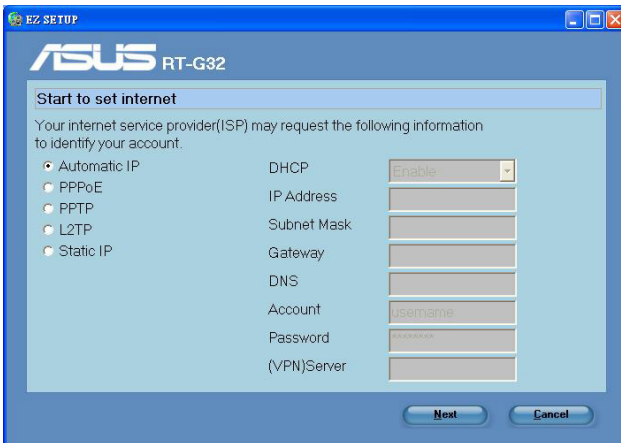 EZ SETUP
ASUS RT-G32
Start to set internet
Your internet service provider(ISP) may request the following information
to identify your account.
Automatic IP
PPPoE
PPTP
L2TP
Static IP
DHCP Enable
IP Address
Subnet Mask
Gateway
DNS
Account username
Password ********
(VPN)Server
Next Cancel